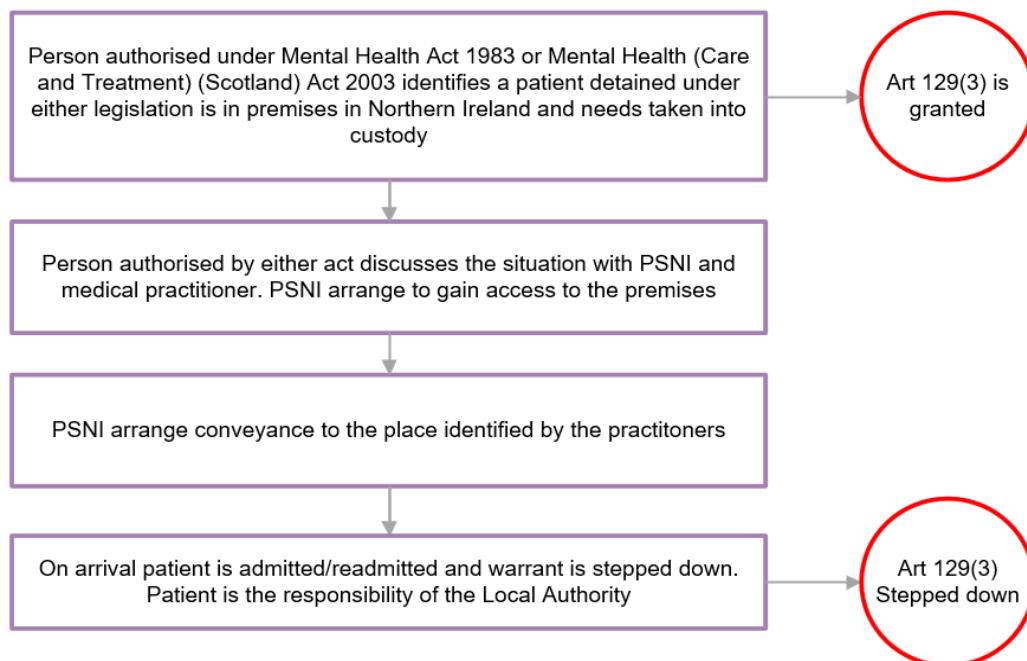 Person authorised under Mental Health Act 1983 or Mental Health (Care
and Treatment) (Scotland) Act 2003 identifies a patient detained under
either legislation is in premises in Northern Ireland and needs taken into
custody
Art 129(3) is
granted
Person authorised by either act discusses the situation with PSNI and
medical practitioner. PSNI arrange to gain access to the premises
PSNI arrange conveyance to the place identified by the practitoners
On arrival patient is admitted/readmitted and warrant is stepped down.
Patient is the responsibility of the Local Authority
Art 129(3)
Stepped down